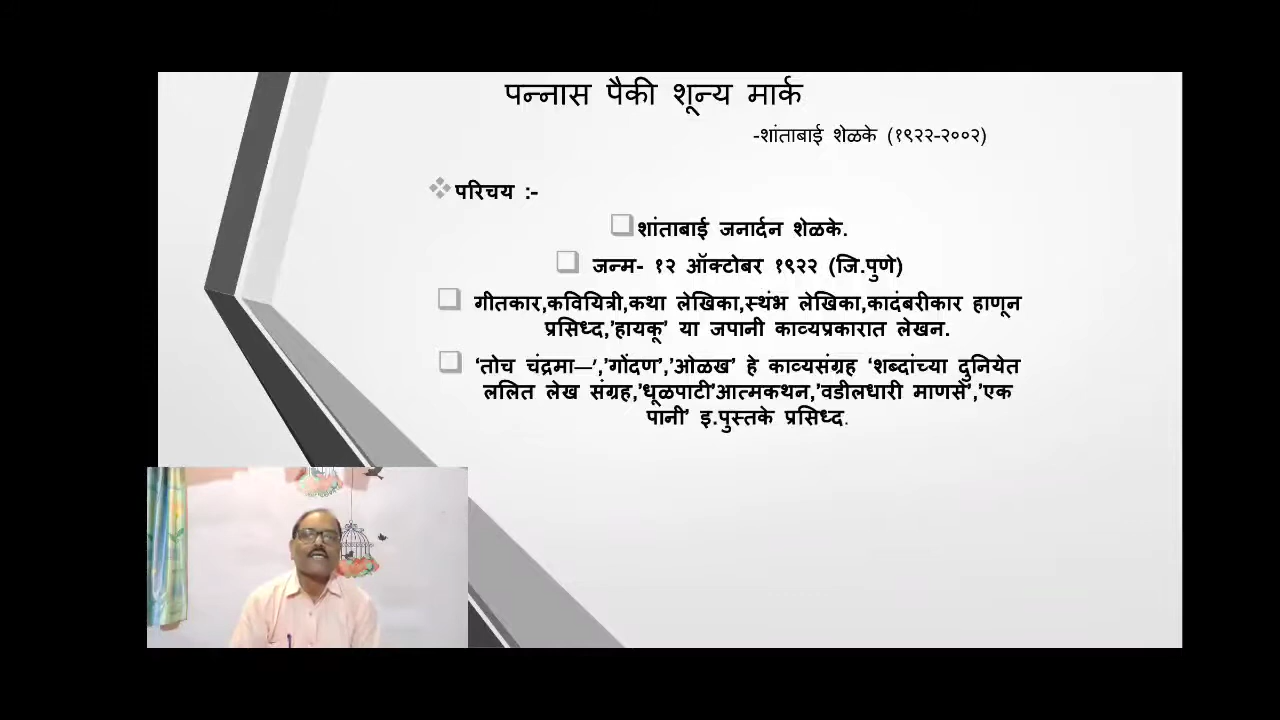 पन्नास पैकी शून्य मार्क
-शांताबाई शेळके (१९२२-२००२)
परिचय :-
शांताबाई जनार्दन शेळके.
जन्म- १२ ऑक्टोबर १९२२ (जि.पुणे)
गीतकार,कवियित्री,कथा लेखिका,स्थंभ लेखिका,कादंबरीकार हाणून
प्रसिध्द,’हायकू’ या जपानी काव्यप्रकारात लेखन.
‘तोच चंद्रमा—’,’गोंदण’,’ओळख’ हे काव्यसंग्रह ‘शब्दांच्या दुनियेत
ललित लेख संग्रह,’धूळपाटी’आत्मकथन,’वडीलधारी माणसे’,’एक
पानी’ इ.पुस्तके प्रसिध्द.